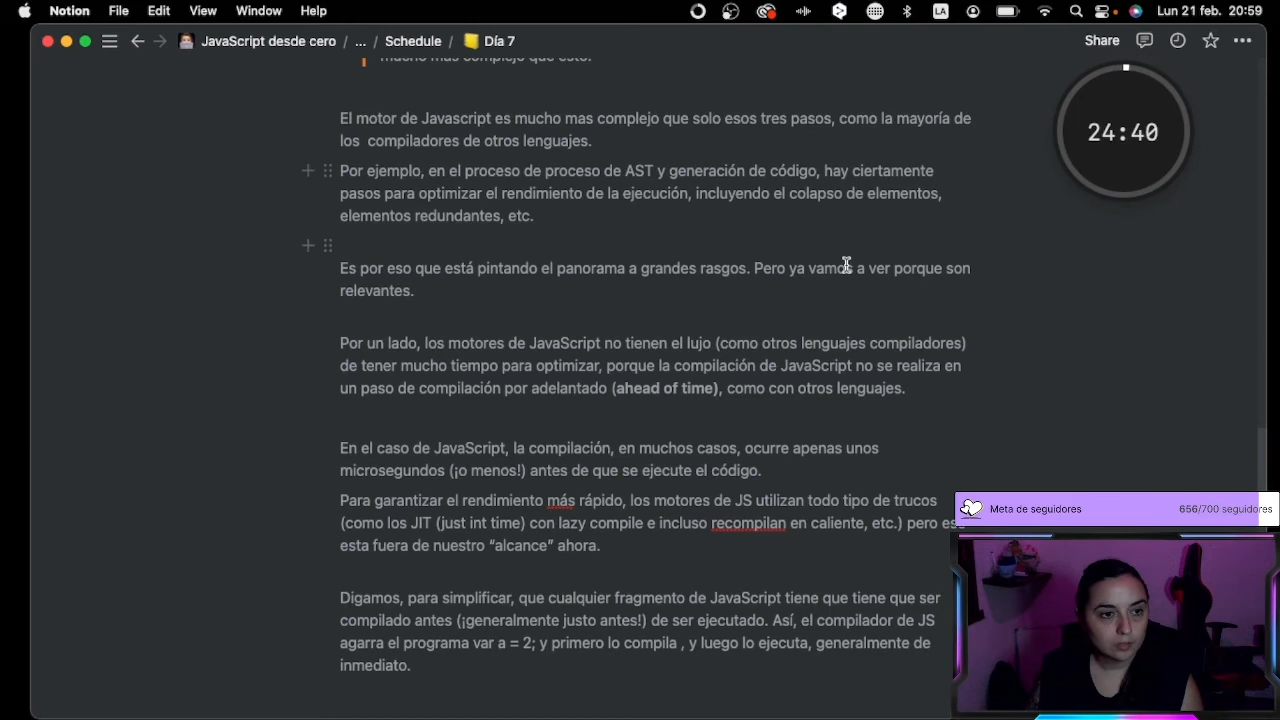 Notion File Edit View Window Help LA Lun 21 feb. 20:59
JavaScript desde cero / ... / Schedule / Día 7 Share
mucho mas complejo que esto.
24:40
El motor de Javascript es mucho mas complejo que solo esos tres pasos, como la mayoría de
los compiladores de otros lenguajes.
Por ejemplo, en el proceso de proceso de AST y generación de código, hay ciertamente
pasos para optimizar el rendimiento de la ejecución, incluyendo el colapso de elementos,
elementos redundantes, etc.
Es por eso que está pintando el panorama a grandes rasgos. Pero ya vamos a ver porque son
relevantes.
Por un lado, los motores de JavaScript no tienen el lujo (como otros lenguajes compiladores)
de tener mucho tiempo para optimizar, porque la compilación de JavaScript no se realiza en
un paso de compilación por adelantado (ahead of time), como con otros lenguajes.
En el caso de JavaScript, la compilación, en muchos casos, ocurre apenas unos
microsegundos (¡o menos!) antes de que se ejecute el código.
Para garantizar el rendimiento más rápido, los motores de JS utilizan todo tipo de trucos
(como los JIT (just int time) con lazy compile e incluso recompilan en caliente, etc.) pero
esta fuera de nuestro “alcance” ahora.
Digamos, para simplificar, que cualquier fragmento de JavaScript tiene que tiene que ser
compilado antes (¡generalmente justo antes!) de ser ejecutado. Así, el compilador de JS
agarra el programa var a = 2; y primero lo compila , y luego lo ejecuta, generalmente de
inmediato.
Meta de seguidores 656/700 seguidores